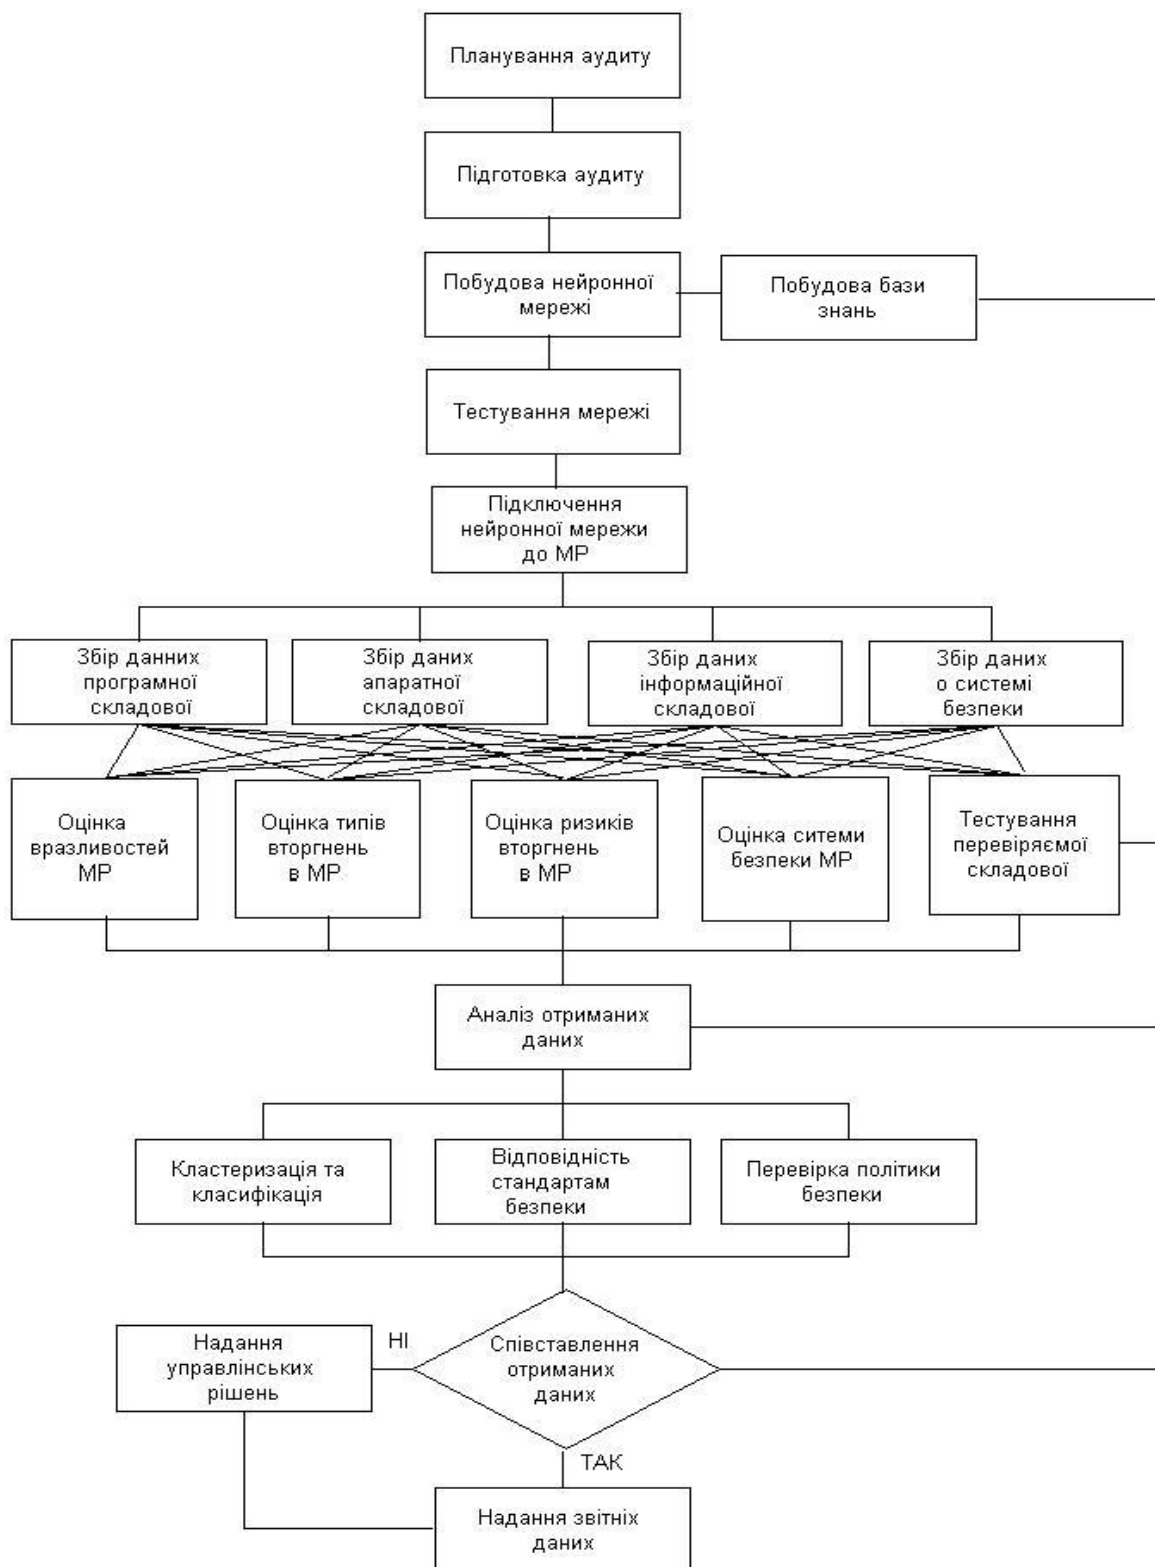 Планування аудиту
Підготовка аудиту
Побудова нейронної
мережі
Побудова бази
знань
Тестування мережі
Підключення
нейронної мережи
до МР
Збір данних
програмної
складової
Збір даних
апаратної
складової
Збір даних
інформаційної
складової
Збір даних
о системі
безпеки
Оцінка
вразливостей
МР
Оцінка типів
вторгнень
в МР
Оцінка ризиків
вторгнень
в МР
Оцінка ситеми
безпеки МР
Тестування
перевіряємої
складової
Аналіз отриманих
даних
Кластеризація та
класифікація
Відповідність
стандартам
безпеки
Перевірка політики
безпеки
Надання
управлінських
рішень
НІ
Співставлення
отриманих
даних
ТАК
Надання звітніх
даних